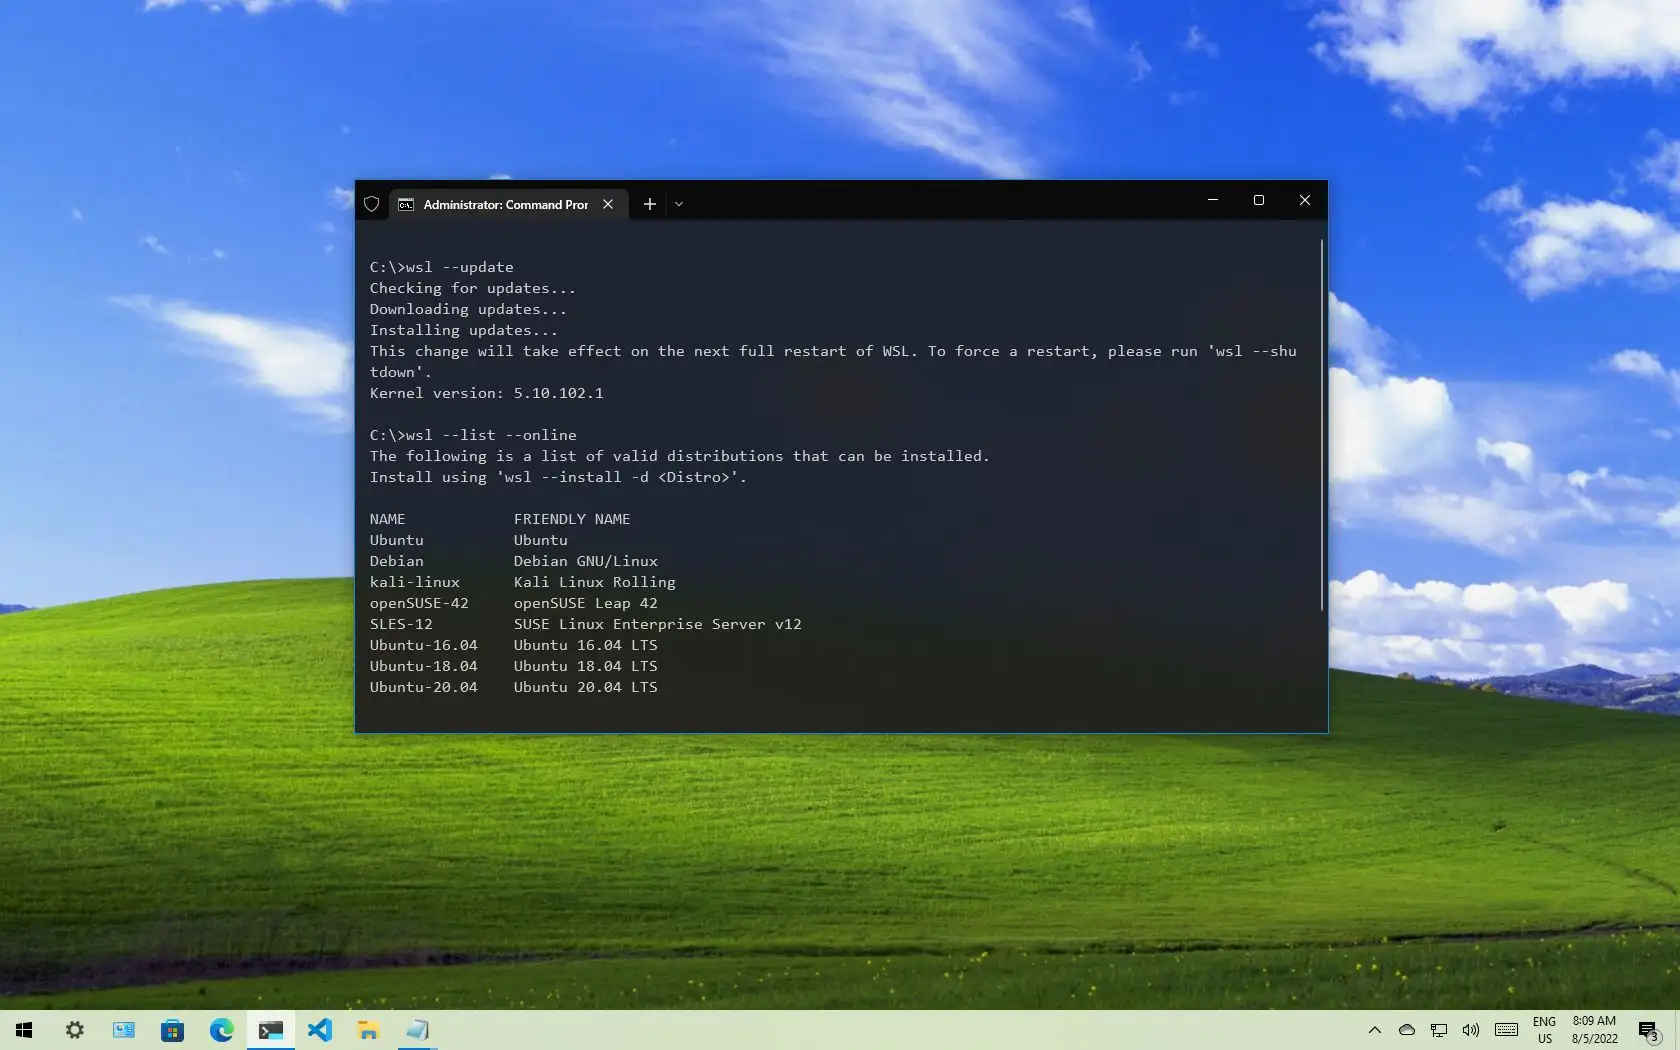 Administrator: Command Pror
C:\>wsl --update
Checking for updates...
Downloading updates...
Installing updates...
This change will take effect on the next full restart of WSL. To force a restart, please run 'wsl --shu
tdown'.
Kernel version: 5.10.102.1
C:\>wsl --list --online
The following is a list of valid distributions that can be installed.
Install using 'wsl --install -d <Distro>'.
NAME FRIENDLY NAME
Ubuntu Ubuntu
Debian Debian GNU/Linux
kali-linux Kali Linux Rolling
openSUSE-42 openSUSE Leap 42
SLES-12 SUSE Linux Enterprise Server v12
Ubuntu-16.04 Ubuntu 16.04 LTS
Ubuntu-18.04 Ubuntu 18.04 LTS
Ubuntu-20.04 Ubuntu 20.04 LTS
ENG 8:09 AM
US 8/5/2022 3